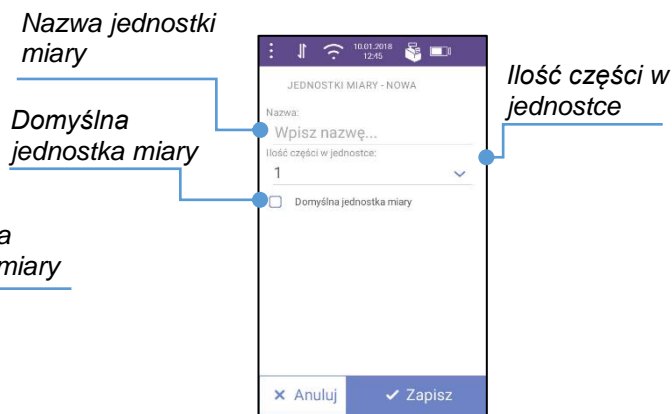 Nazwa jednostki
miary
10.01.2018
12:45
JEDNOSTKI MIARY - NOWA
Ilość części w
jednostce
Nazwa:
Wpisz nazwę...
Domyślna
jednostka miary
Ilość części w jednostce:
1
Domyślna jednostka miary
a
miary
Anuluj
Zapisz